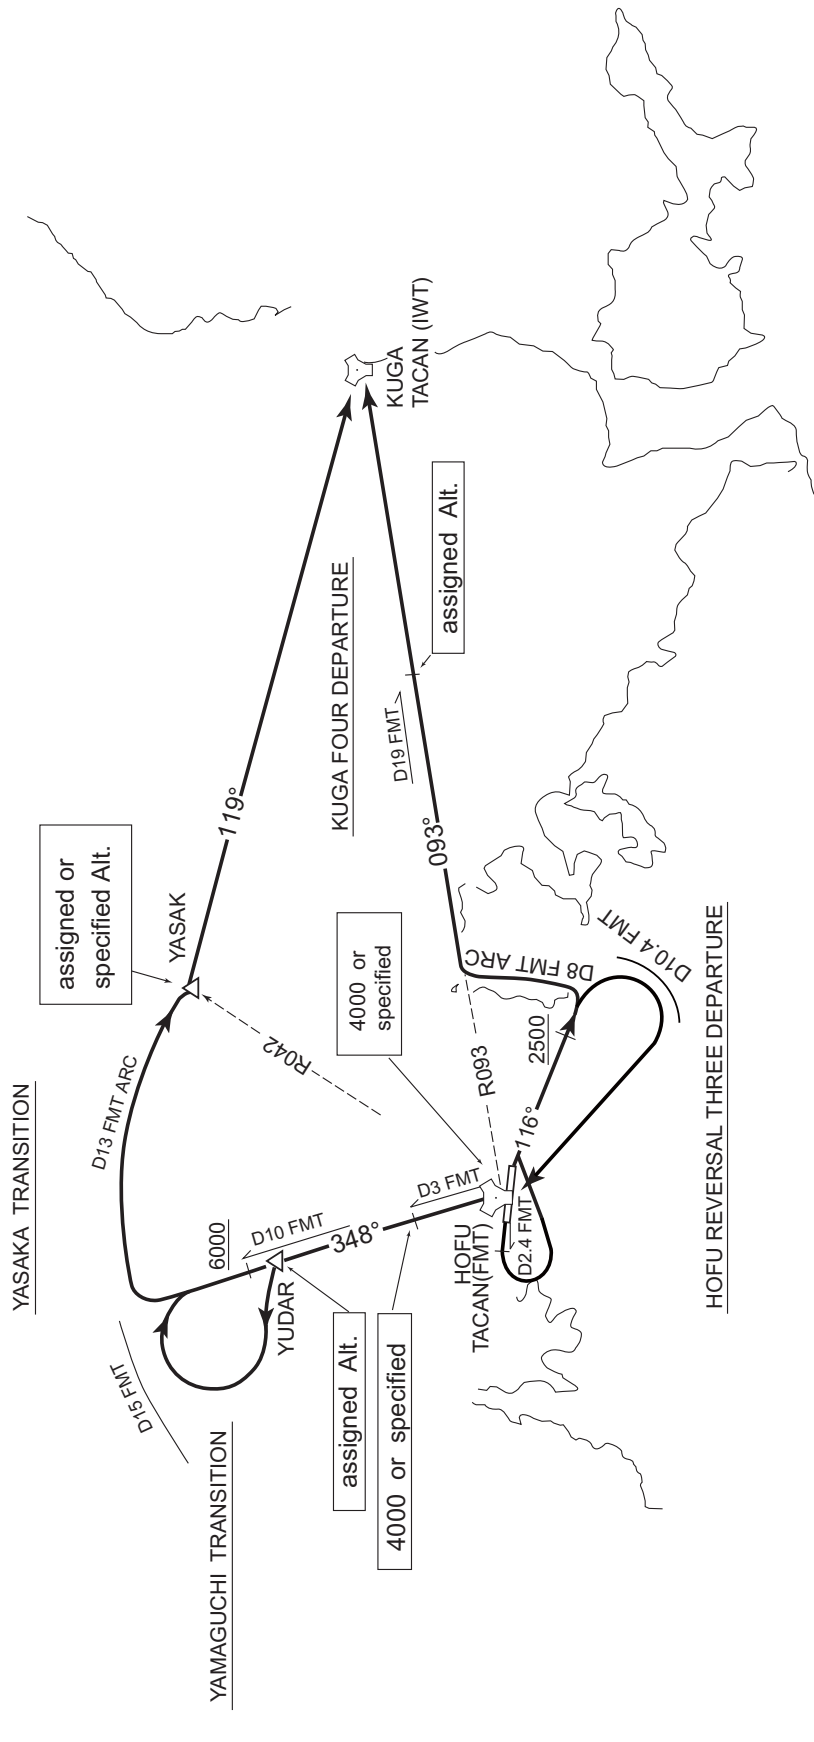 YASAKA TRANSITION
D13 FMT ARC
assigned or
specified Alt.
YASAK
119°
R042
D15 FMT
YAMAGUCHI TRANSITION
6000
D10 FMT
YUDAR
348°
assigned Alt.
4000 or specified
D3 FMT
4000 or
specified
KUGA FOUR DEPARTURE
KUGA
TACAN (IWT)
D19 FMT
assigned Alt.
093°
R093
D8 FMT ARC
HOFU
TACAN(FMT)
D2.4 FMT
116°
2500
D10.4 FMT
HOFU REVERSAL THREE DEPARTURE